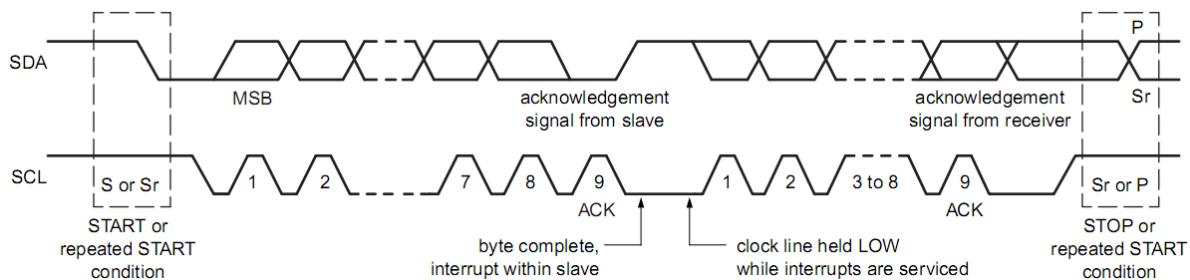 P
SDA
MSB
acknowledgement
signal from slave
acknowledgement
signal from receiver
Sr
SCL
S or Sr
1
2
7
8
9
1
2
3 to 8
9
Sr or P
ACK
ACK
START or
repeated START
condition
byte complete,
interrupt within slave
clock line held LOW
while interrupts are serviced
STOP or
repeated START
condition